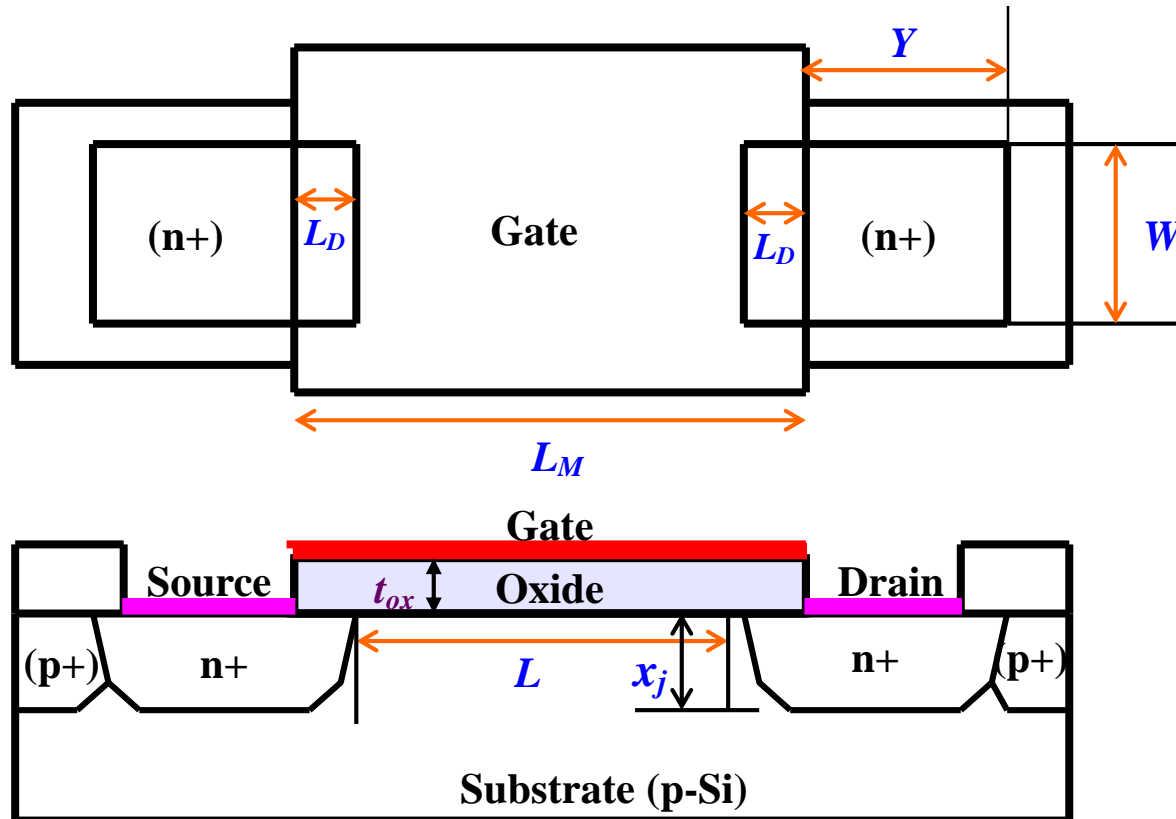 Y
(n+)
L_D
Gate
L_D
(n+)
W
L_M
Gate
Source
t_ox
Oxide
Drain
(p+)
n+
L
x_j
n+
(p+)
Substrate (p-Si)